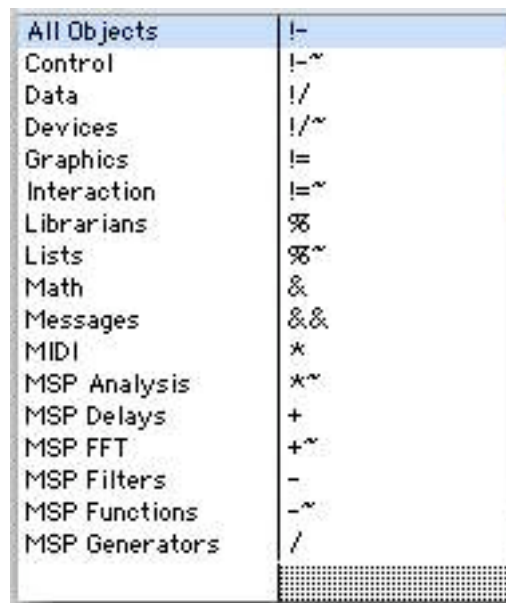 All Objects !-
Control !-~
Data !/
Devices !/~
Graphics !=
Interaction !=~
Librarians %
Lists %~
Math &
Messages &&
MIDI *
MSP Analysis *~
MSP Delays +
MSP FFT +~
MSP Filters -
MSP Functions -~
MSP Generators /